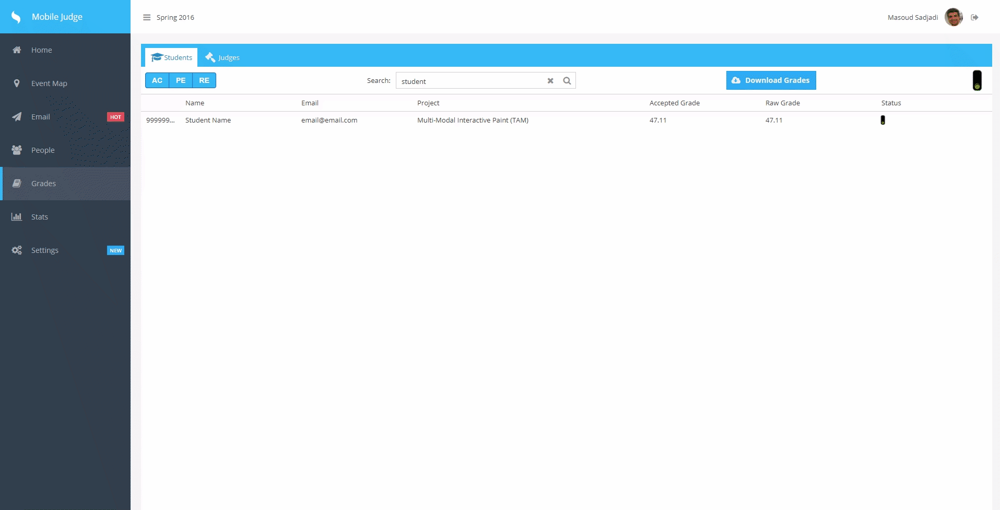 Mobile Judge
Spring 2016
Masoud Sadjadi
Home
Event Map
Email HOT
People
Grades
Stats
Settings NEW
Students Judges
AC PE RE
Search: student
Download Grades
Name Email Project Accepted Grade Raw Grade Status
999999... Student Name email@email.com Multi-Modal Interactive Paint (TAM) 47.11 47.11